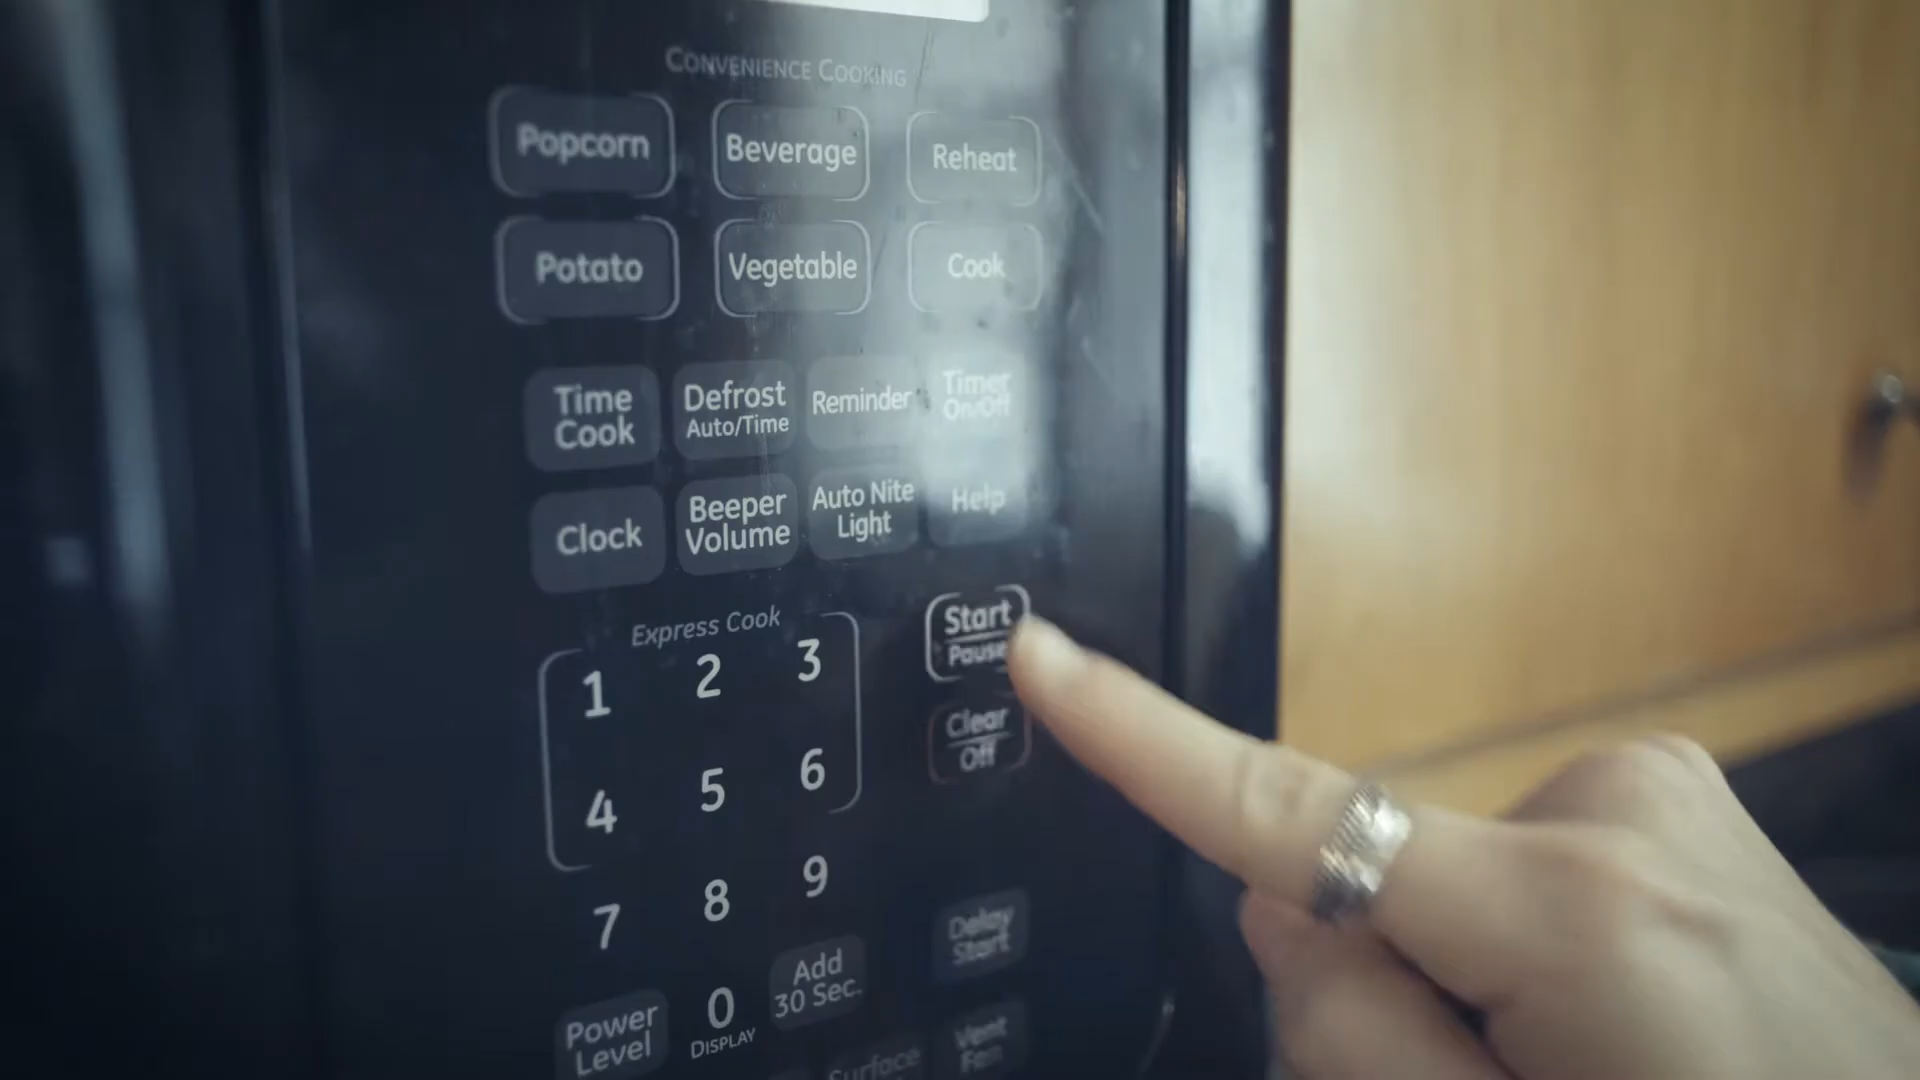 CONVENIENCE COOKING
Popcorn
Beverage
Reheat
Potato
Vegetable
Cook
Time
Cook
Defrost
Auto/Time
Reminder
Timer
On/Off
Clock
Beeper
Volume
Auto Nite
Light
Help
Express Cook
1 2 3
4 5 6
7 8 9
0
DISPLAY
Start
Pause
Clear
Off
Add
30 Sec.
Delay
Start
Power
Level
Surface
Vent
Fan